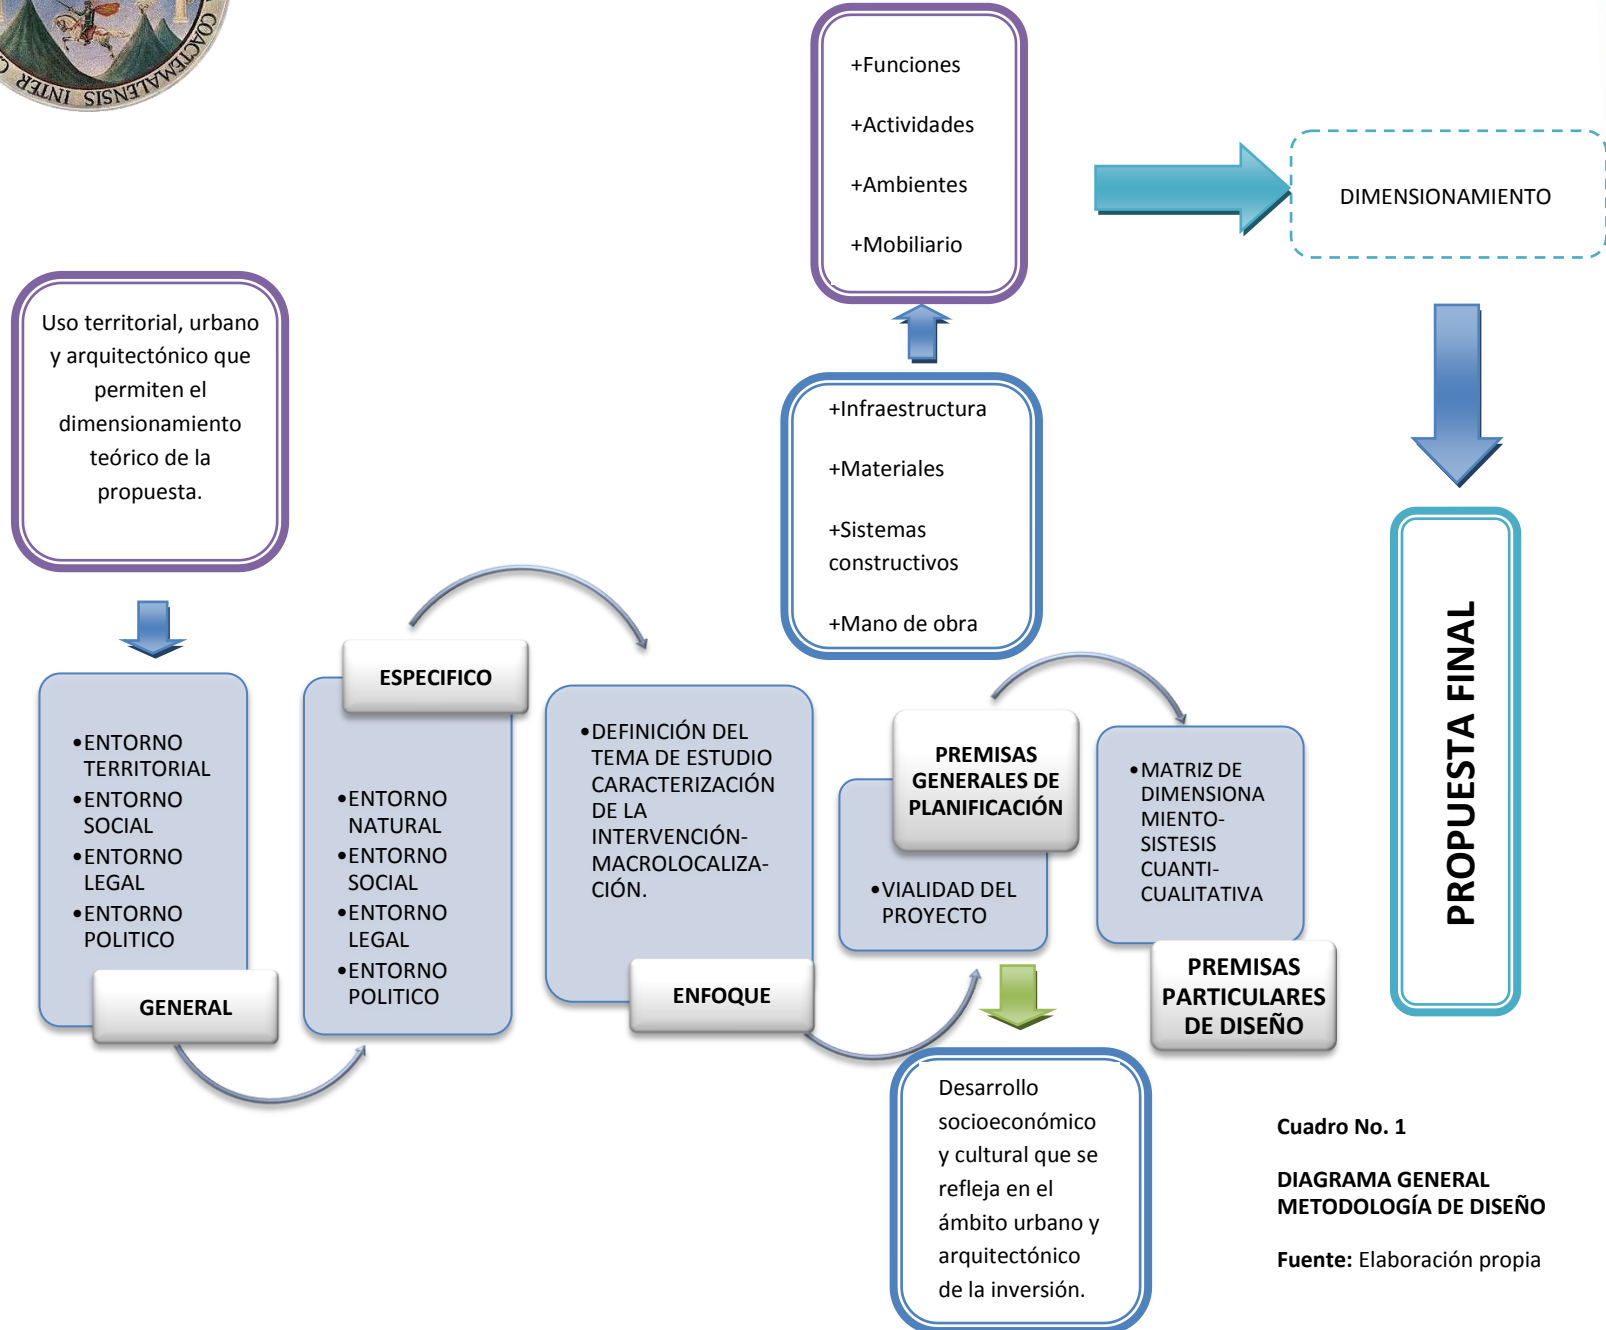 COACTEMALENSIS INTER
+Funciones
+Actividades
+Ambientes
+Mobiliario
DIMENSIONAMIENTO
Uso territorial, urbano
y arquitectónico que
permiten el
dimensionamiento
teórico de la
propuesta.
+Infraestructura
+Materiales
+Sistemas
constructivos
+Mano de obra
•ENTORNO
TERRITORIAL
•ENTORNO
SOCIAL
•ENTORNO
LEGAL
•ENTORNO
POLITICO
GENERAL
ESPECIFICO
•ENTORNO
NATURAL
•ENTORNO
SOCIAL
•ENTORNO
LEGAL
•ENTORNO
POLITICO
•DEFINICIÓN DEL
TEMA DE ESTUDIO
CARACTERIZACIÓN
DE LA
INTERVENCIÓN-
MACROLOCALIZA-
CIÓN.
ENFOQUE
PREMISAS
GENERALES DE
PLANIFICACIÓN
•VIALIDAD DEL
PROYECTO
•MATRIZ DE
DIMENSIONA
MIENTO-
SISTESIS
CUANTI-
CUALITATIVA
PREMISAS
PARTICULARES
DE DISEÑO
PROPUESTA FINAL
Desarrollo
socioeconómico
y cultural que se
refleja en el
ámbito urbano y
arquitectónico
de la inversión.
Cuadro No. 1
DIAGRAMA GENERAL
METODOLOGÍA DE DISEÑO
Fuente: Elaboración propia